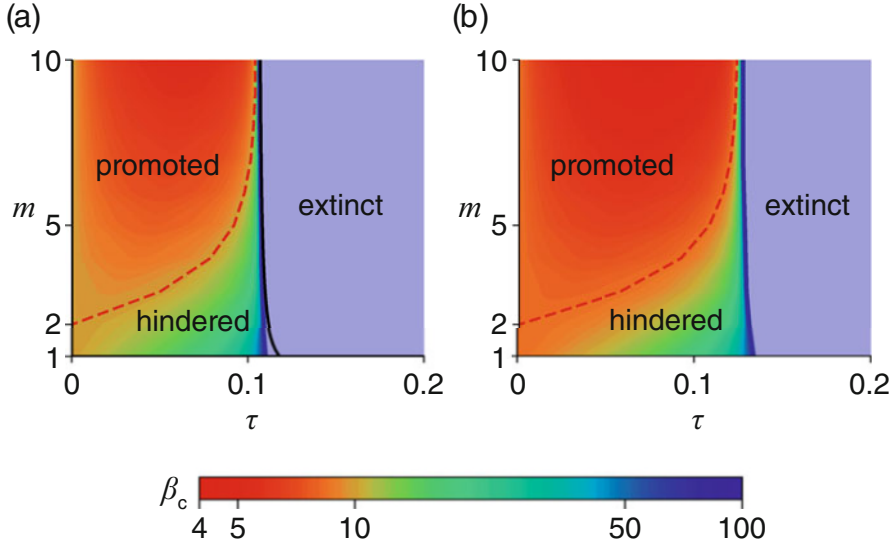 (a)
(b)
10
promoted
extinct
m
5
hindered
2
1
0
0.1
0.2
τ
10
promoted
extinct
m
5
hindered
2
1
0
0.1
0.2
τ
βc
4
5
10
50
100